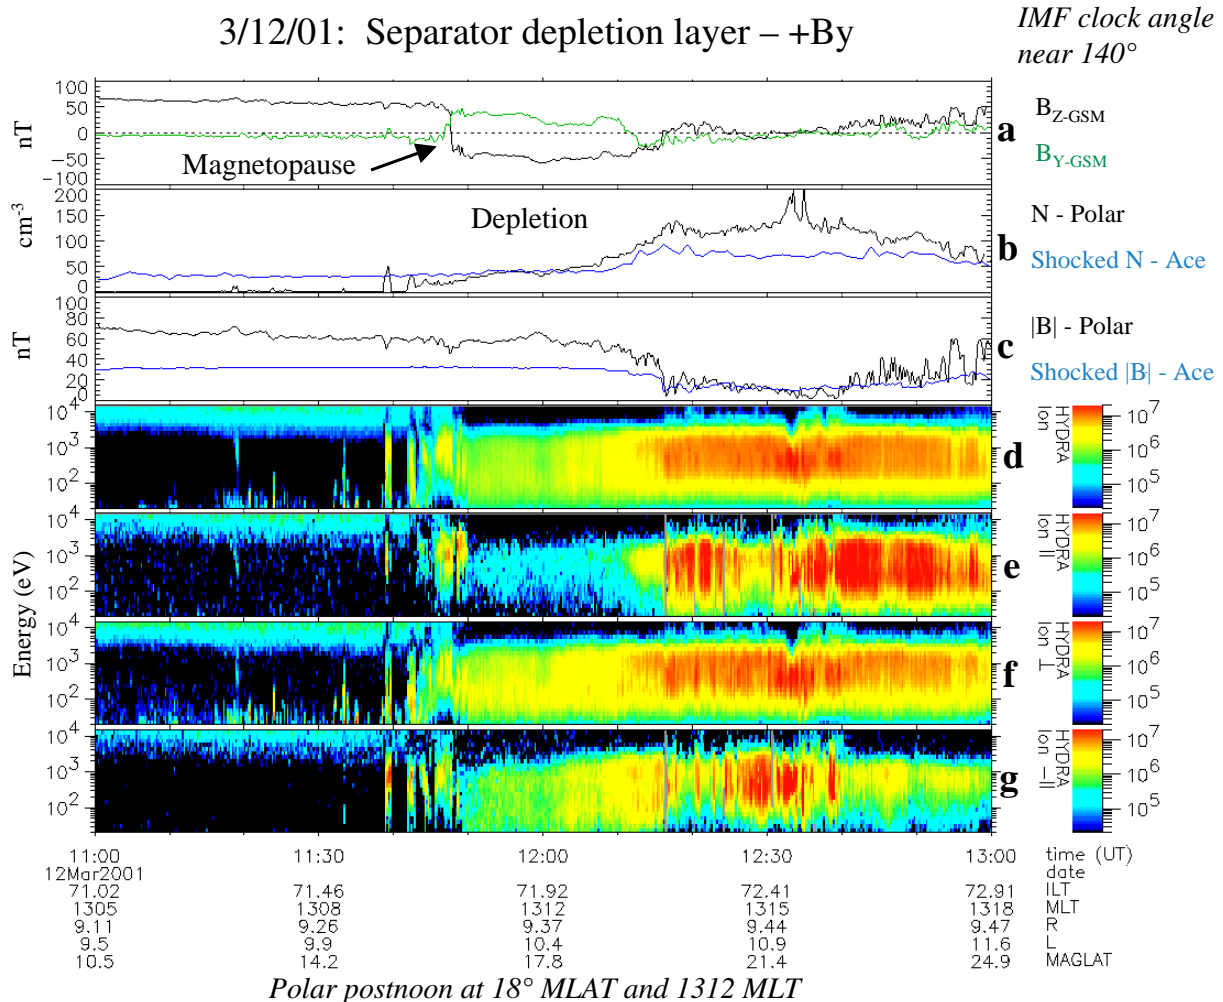 3/12/01: Separator depletion layer – +By
IMF clock angle
near 140°
100
50
0
−50
−100
nT
Magnetopause
a
B Z-GSM
B Y-GSM
200
150
100
50
0
cm-3
Depletion
b
N - Polar
Shocked N - Ace
100
80
60
40
20
0
nT
c
|B| - Polar
Shocked |B| - Ace
Energy (eV)
10^4
10^3
10^2
d
HYDRA
Ion
10^7
10^6
10^5
10^4
10^3
10^2
e
HYDRA
Ion ||
10^7
10^6
10^5
10^4
10^3
10^2
f
HYDRA
Ion ⊥
10^7
10^6
10^5
10^4
10^3
10^2
g
HYDRA
Ion −||
10^7
10^6
10^5
11:00 11:30 12:00 12:30 13:00 time (UT)
12Mar2001 date
71.02 71.46 71.92 72.41 72.91 ILT
1305 1308 1312 1315 1318 MLT
9.11 9.26 9.37 9.44 9.47 R
9.5 9.9 10.4 10.9 11.6 L
10.5 14.2 17.8 21.4 24.9 MAGLAT
Polar postnoon at 18° MLAT and 1312 MLT